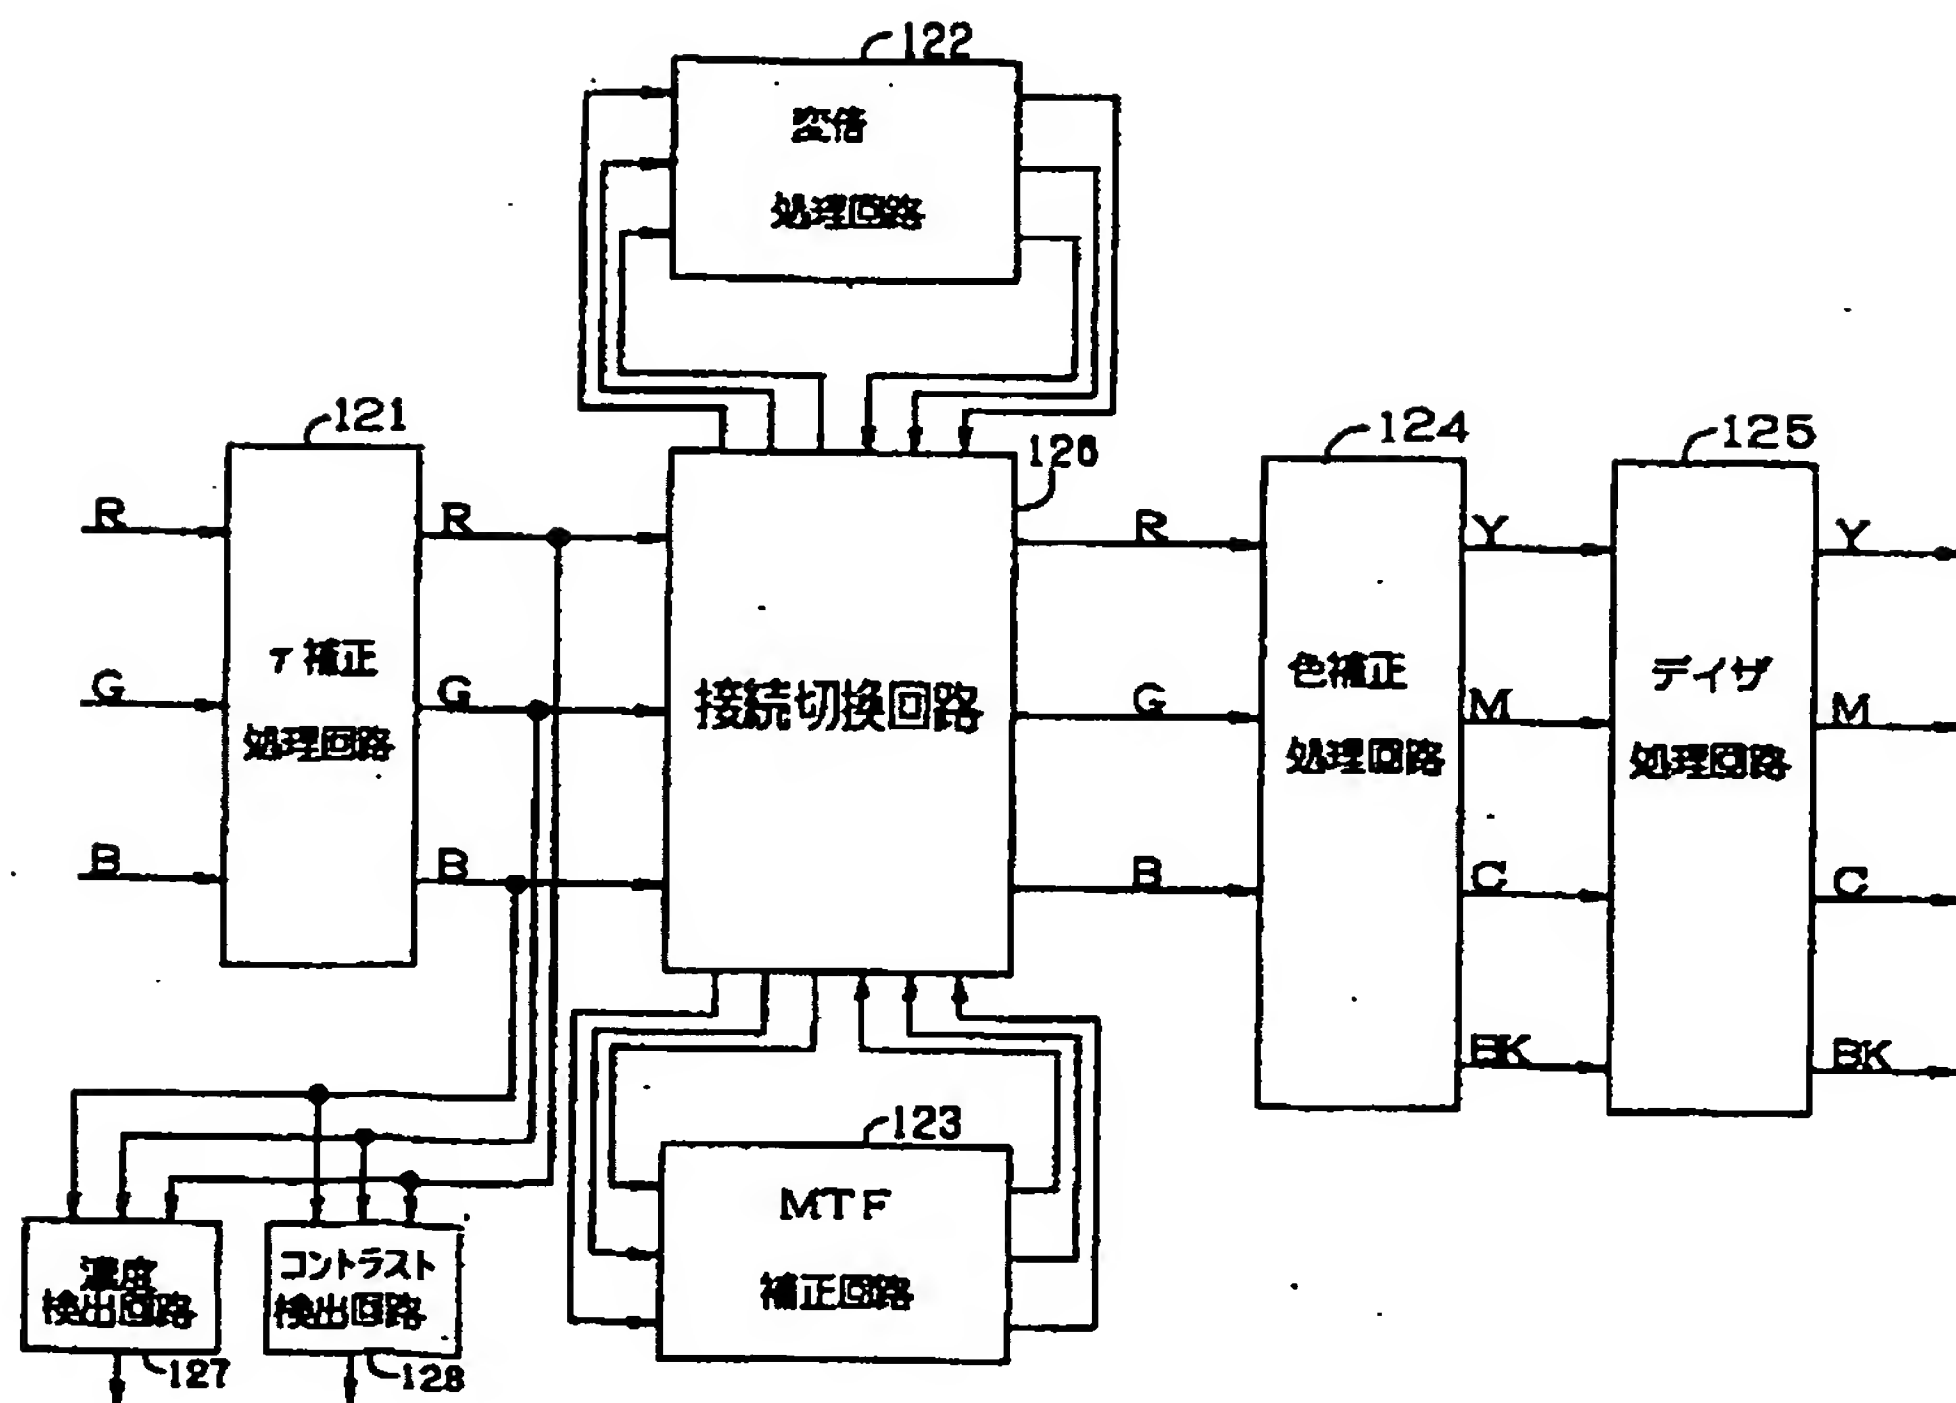 122
変倍
処理回路
121
126
124
125
R
R
R
Y
Y
γ補正
処理回路
接続切換回路
色補正
処理回路
デイザ
処理回路
G
G
G
M
M
B
B
B
C
C
BK
BK
123
MTF
補正回路
濃度
検出回路
127
コントラスト
検出回路
128